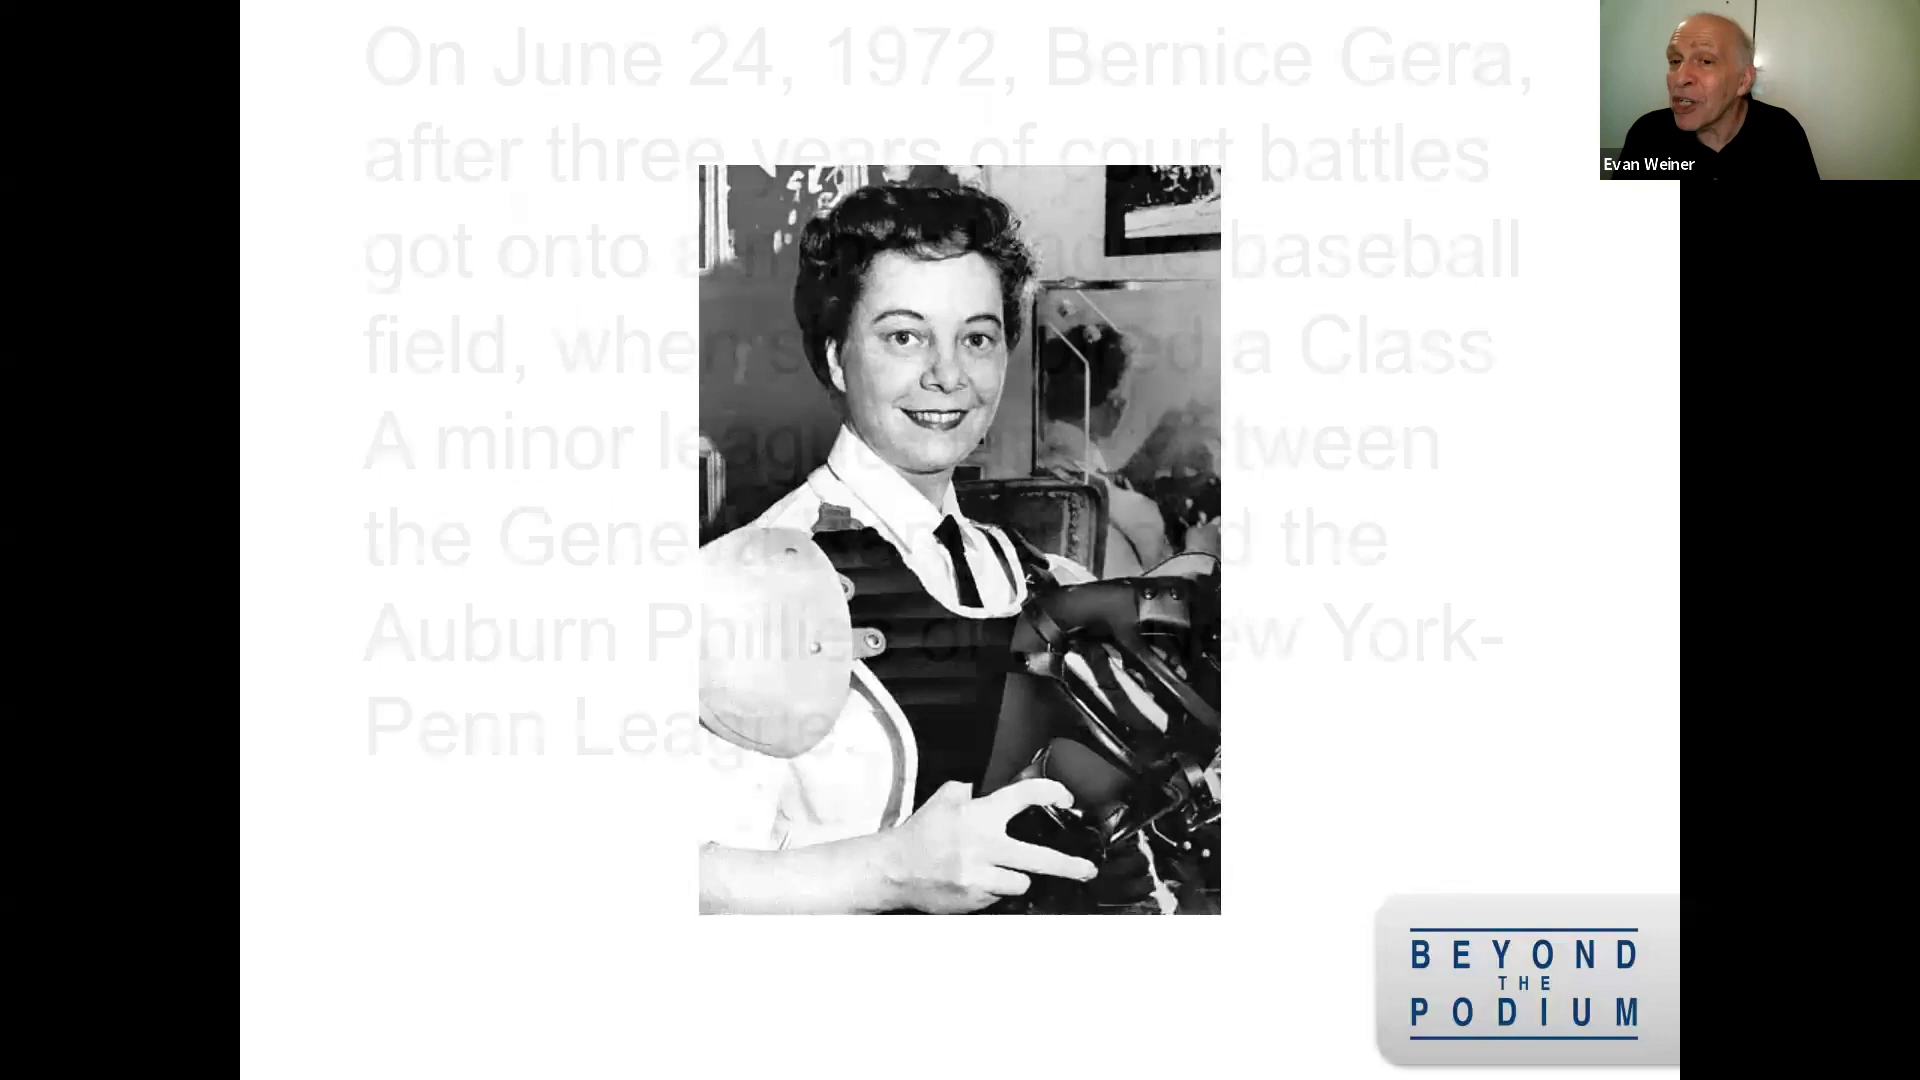 On June 24, 1972, Bernice Gera,
after three years of court battles
got onto a minor league baseball
field, when she umpired a Class
A minor league game between
the Geneva and the
Auburn Phillies of the New York-
Penn League.
Evan Weiner
BEYOND
THE
PODIUM